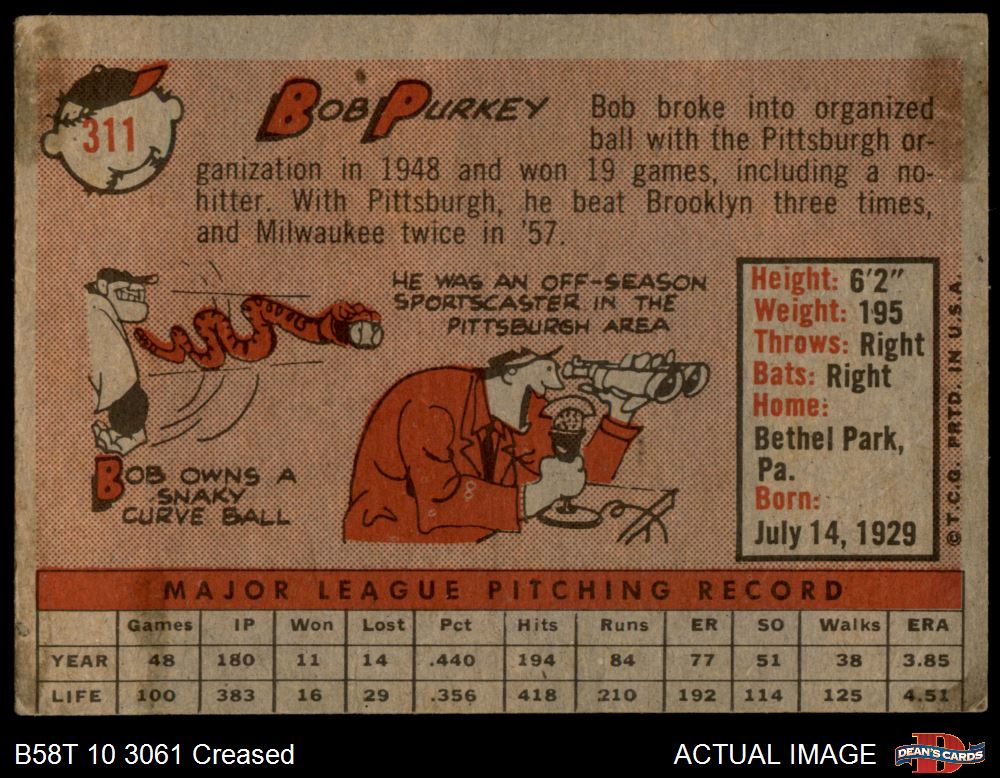 311
BOB PURKEY
Bob broke into organized
ball with the Pittsburgh or-
ganization in 1948 and won 19 games, including a no-
hitter. With Pittsburgh, he beat Brooklyn three times,
and Milwaukee twice in '57.
HE WAS AN OFF-SEASON
SPORTSCASTER IN THE
PITTSBURGH AREA
BOB OWNS A
SNAKY
CURVE BALL
Height: 6'2"
Weight: 195
Throws: Right
Bats: Right
Home:
Bethel Park,
Pa.
Born:
July 14, 1929
© T.C.G. PRTD. IN U.S.A.
MAJOR LEAGUE PITCHING RECORD
Games IP Won Lost Pct Hits Runs ER SO Walks ERA
YEAR 48 180 11 14 .440 194 84 77 51 38 3.85
LIFE 100 383 16 29 .356 418 210 192 114 125 4.51
B58T 10 3061 Creased
ACTUAL IMAGE
DEAN'S CARDS